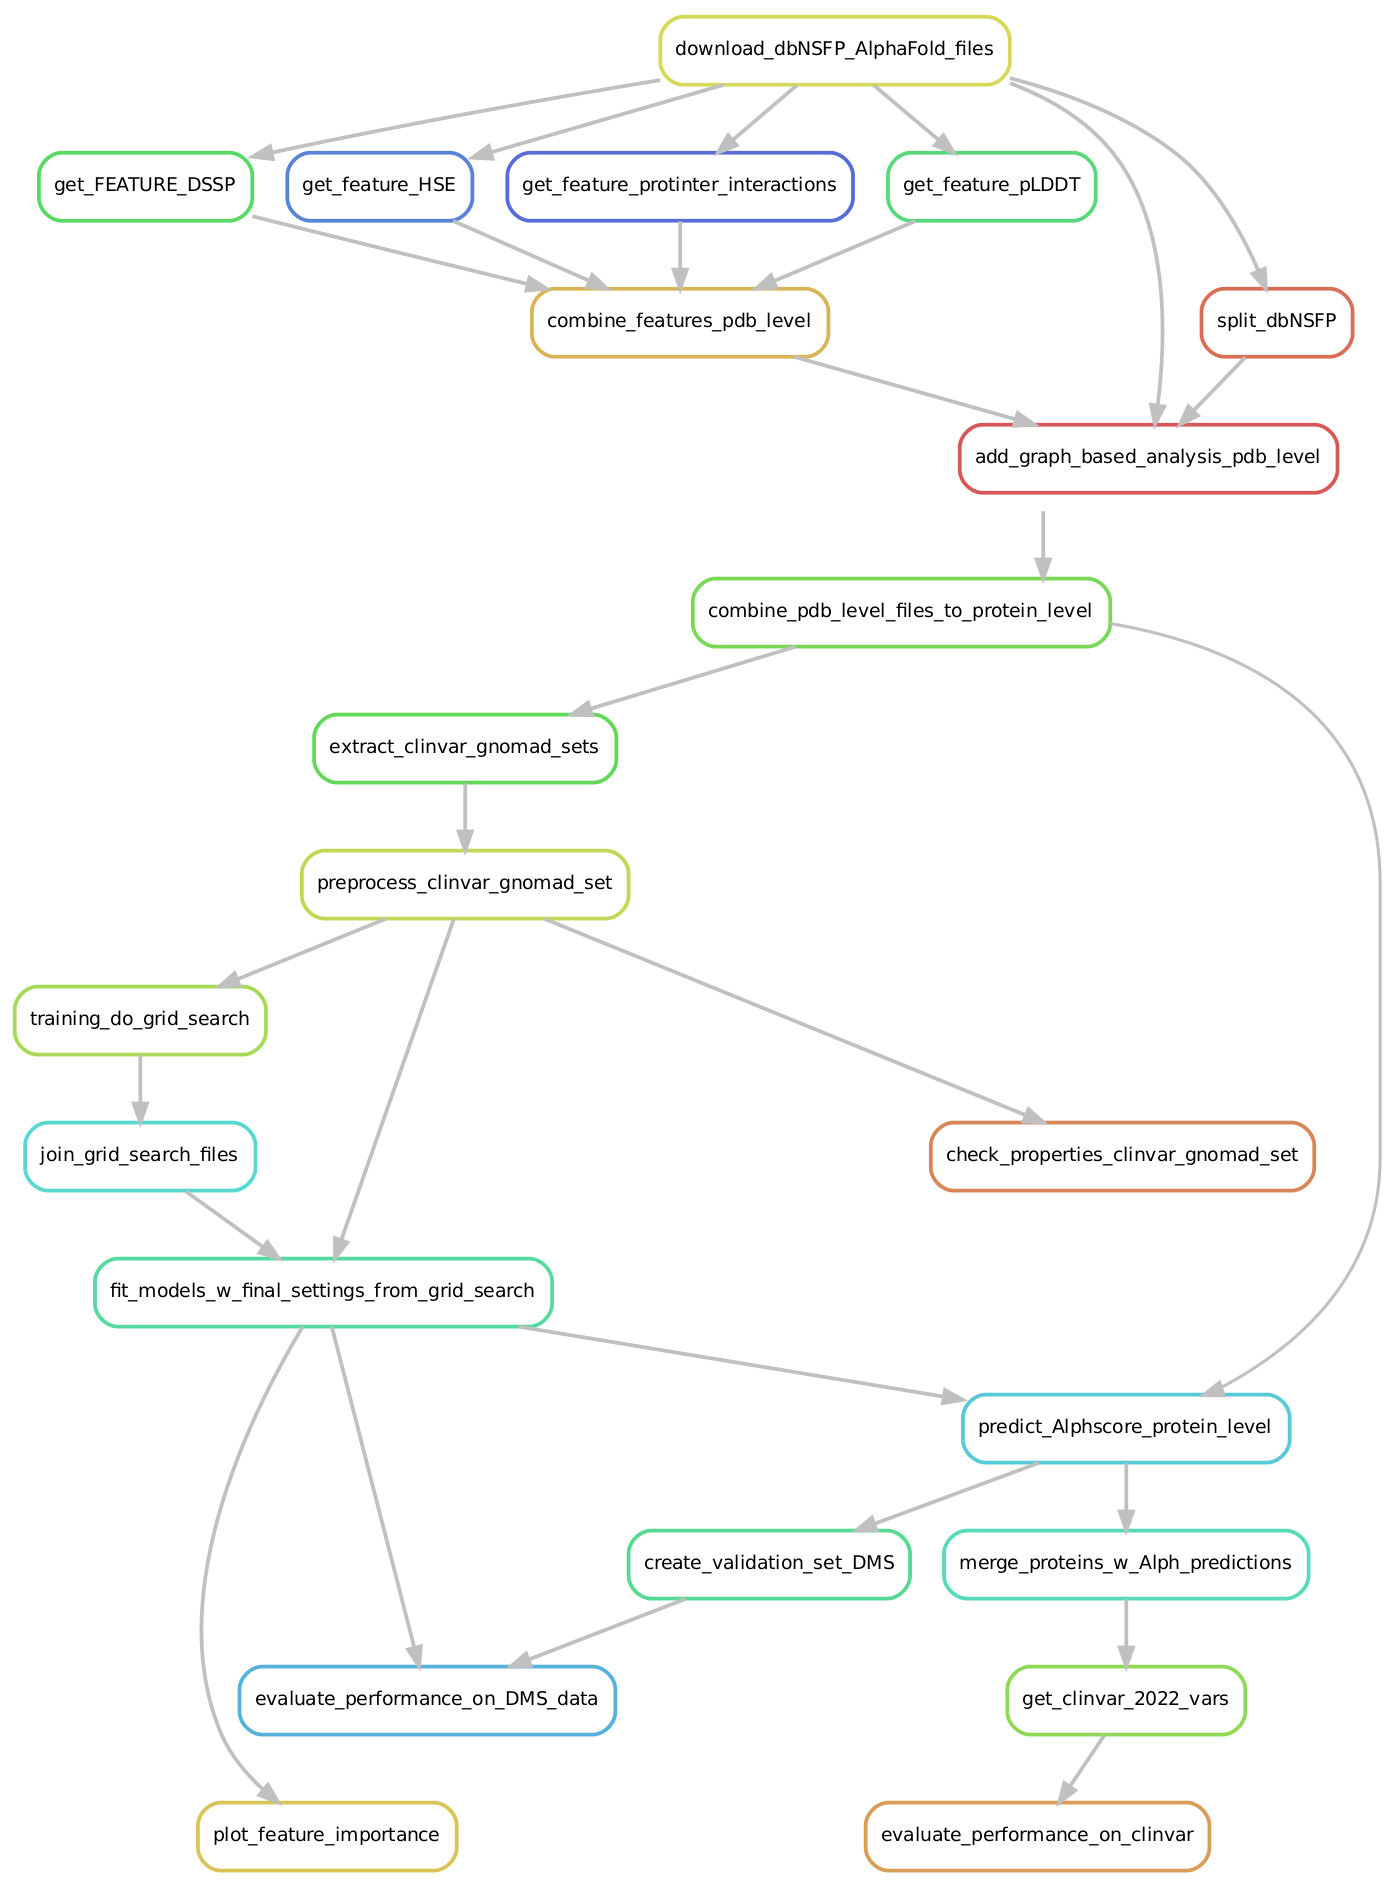 download_dbNSFP_AlphaFold_files
get_FEATURE_DSSP
get_feature_HSE
get_feature_protinter_interactions
get_feature_pLDDT
combine_features_pdb_level
split_dbNSFP
add_graph_based_analysis_pdb_level
combine_pdb_level_files_to_protein_level
extract_clinvar_gnomad_sets
preprocess_clinvar_gnomad_set
training_do_grid_search
join_grid_search_files
check_properties_clinvar_gnomad_set
fit_models_w_final_settings_from_grid_search
predict_Alphscore_protein_level
create_validation_set_DMS
merge_proteins_w_Alph_predictions
evaluate_performance_on_DMS_data
get_clinvar_2022_vars
plot_feature_importance
evaluate_performance_on_clinvar